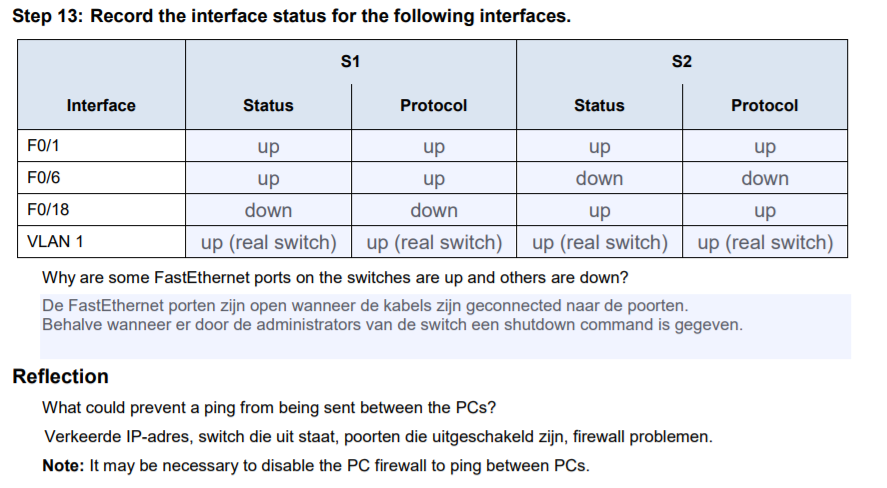 Step 13: Record the interface status for the following interfaces.
S1 S2
Interface Status Protocol Status Protocol
F0/1 up up up up
F0/6 up up down down
F0/18 down down up up
VLAN 1 up (real switch) up (real switch) up (real switch) up (real switch)
Why are some FastEthernet ports on the switches are up and others are down?
De FastEthernet porten zijn open wanneer de kabels zijn geconnected naar de poorten.
Behalve wanneer er door de administrators van de switch een shutdown command is gegeven.
Reflection
What could prevent a ping from being sent between the PCs?
Verkeerde IP-adres, switch die uit staat, poorten die uitgeschakeld zijn, firewall problemen.
Note: It may be necessary to disable the PC firewall to ping between PCs.